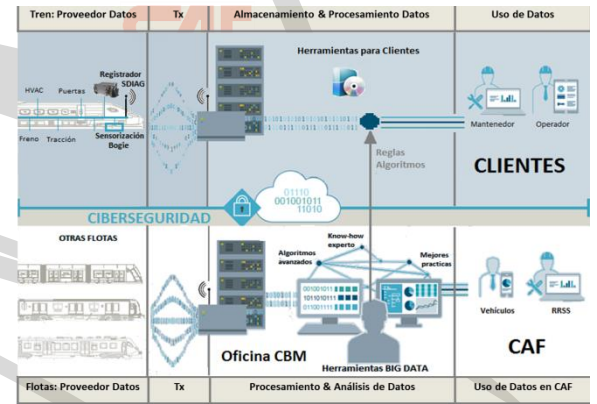 Tren: Proveedor Datos
Tx
Almacenamiento & Procesamiento Datos
Uso de Datos
CAF
Herramientas para Clientes
Registrador
SDIAG
HVAC
Puertas
Freno
Tracción
Sensorización
Bogie
Mantenedor
Operador
Reglas
Algoritmos
CLIENTES
01110
001001011
11010
CIBERSEGURIDAD
OTRAS FLOTAS
Know-how
experto
Algoritmos
avanzados
Mejores
practicas
001001011
1011010111
Vehículos
RRSS
Oficina CBM
CAF
Herramientas BIG DATA
Flotas: Proveedor Datos
Tx
Procesamiento & Análisis de Datos
Uso de Datos en CAF